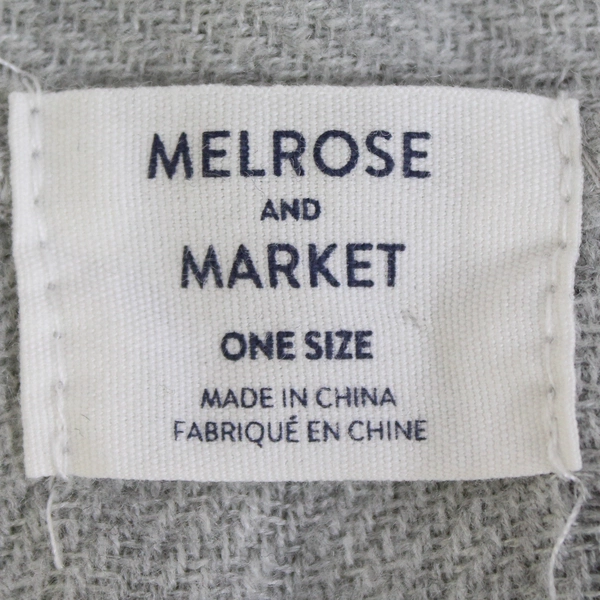 MELROSE
AND
MARKET
ONE SIZE
MADE IN CHINA
FABRIQUÉ EN CHINE